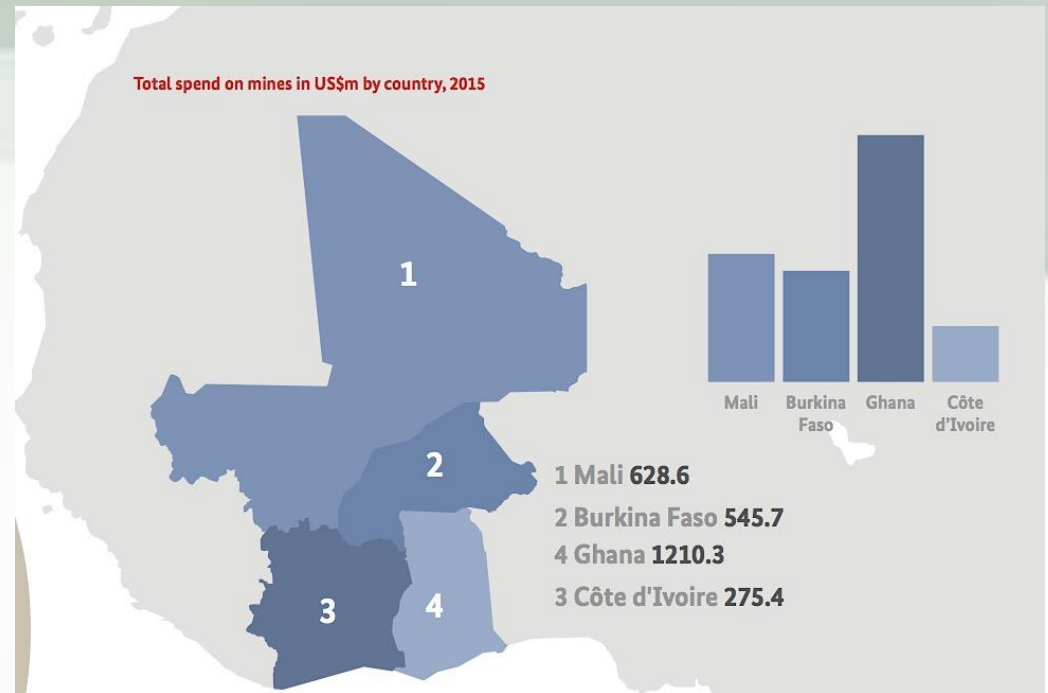 Total spend on mines in US$m by country, 2015
1
2
3
4
Mali
Burkina
Faso
Ghana
Côte
d'Ivoire
1 Mali 628.6
2 Burkina Faso 545.7
4 Ghana 1210.3
3 Côte d'Ivoire 275.4